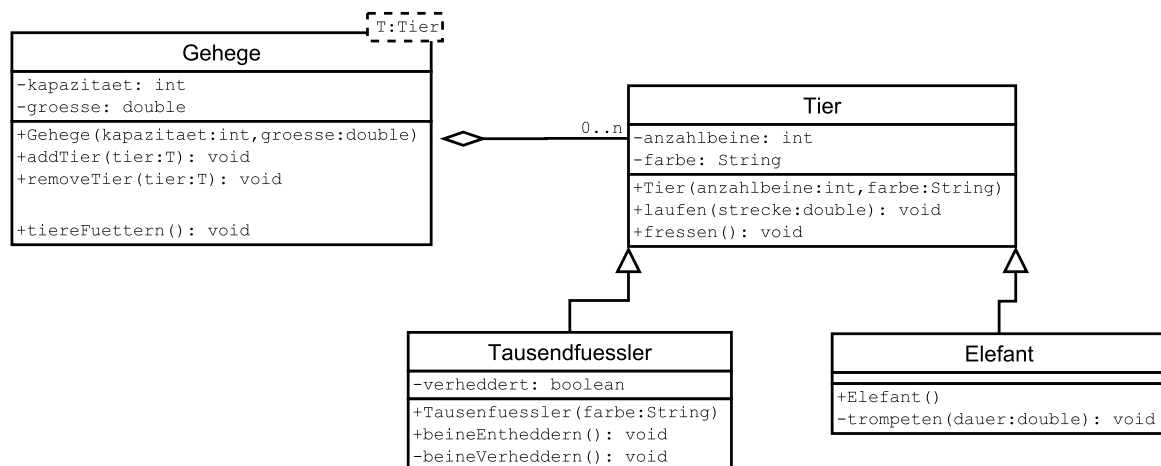 T:Tier
Gehege
-kapazitaet: int
-groesse: double
+Gehege(kapazitaet:int,groesse:double)
+addTier(tier:T): void
+removeTier(tier:T): void
+tiereFuettern(): void
0..n
Tier
-anzahlbeine: int
-farbe: String
+Tier(anzahlbeine:int,farbe:String)
+laufen(strecke:double): void
+fressen(): void
Tausendfuessler
-verheddert: boolean
+Tausenfuessler(farbe:String)
+beineEntheddern(): void
-beineVerheddern(): void
Elefant
+Elefant()
-trompeten(dauer:double): void